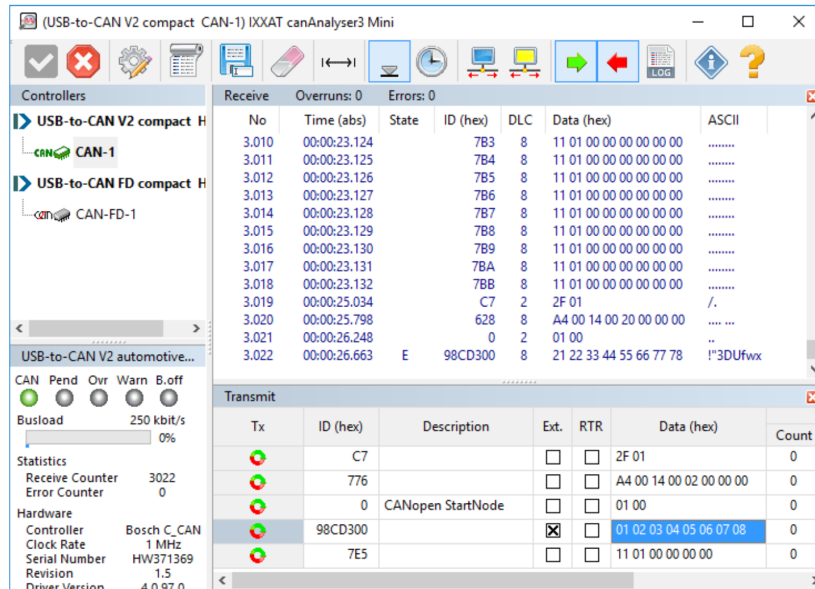 (USB-to-CAN V2 compact CAN-1) IXXAT canAnalyser3 Mini
LOG
Controllers
USB-to-CAN V2 compact H
CAN CAN-1
USB-to-CAN FD compact H
can CAN-FD-1
Receive Overruns: 0 Errors: 0
No Time (abs) State ID (hex) DLC Data (hex) ASCII
3.010 00:00:23.124 7B3 8 11 01 00 00 00 00 00 00 ........
3.011 00:00:23.125 7B4 8 11 01 00 00 00 00 00 00 ........
3.012 00:00:23.126 7B5 8 11 01 00 00 00 00 00 00 ........
3.013 00:00:23.127 7B6 8 11 01 00 00 00 00 00 00 ........
3.014 00:00:23.128 7B7 8 11 01 00 00 00 00 00 00 ........
3.015 00:00:23.129 7B8 8 11 01 00 00 00 00 00 00 ........
3.016 00:00:23.130 7B9 8 11 01 00 00 00 00 00 00 ........
3.017 00:00:23.131 7BA 8 11 01 00 00 00 00 00 00 ........
3.018 00:00:23.132 7BB 8 11 01 00 00 00 00 00 00 ........
3.019 00:00:25.034 C7 2 2F 01 /.
3.020 00:00:25.798 628 8 A4 00 14 00 20 00 00 00 .... ...
3.021 00:00:26.248 0 2 01 00 ..
3.022 00:00:26.663 E 98CD300 8 21 22 33 44 55 66 77 78 !"3DUfwx
USB-to-CAN V2 automotive...
CAN Pend Ovr Warn B.off
Busload 250 kbit/s
0%
Statistics
Receive Counter 3022
Error Counter 0
Hardware
Controller Bosch C_CAN
Clock Rate 1 MHz
Serial Number HW371369
Revision 1.5
Driver Version 4.0.97.0
Transmit
Tx ID (hex) Description Ext. RTR Data (hex) Count
C7 2F 01 0
776 A4 00 14 00 02 00 00 00 0
0 CANopen StartNode 01 00 0
98CD300 01 02 03 04 05 06 07 08 0
7E5 11 01 00 00 00 00 0